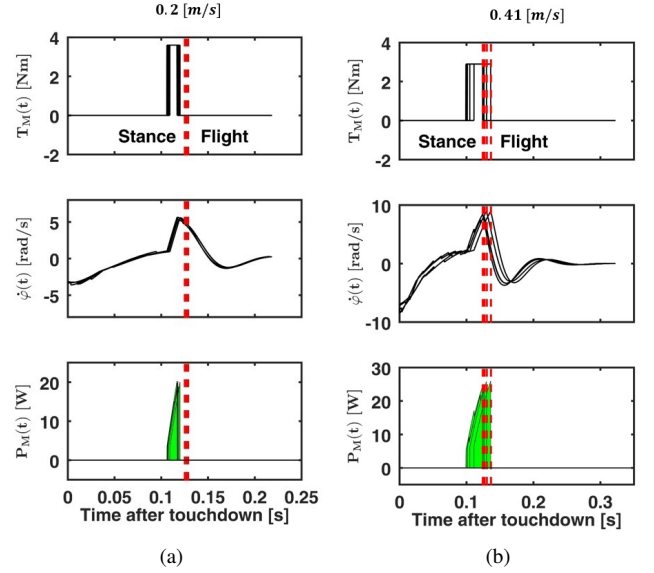 0.2 [m/s]
4
2
0
-2
T_M(t) [Nm]
Stance
Flight
5
0
-5
φ̇(t) [rad/s]
20
10
0
P_M(t) [W]
0
0.05
0.1
0.15
0.2
0.25
Time after touchdown [s]
(a)
0.41 [m/s]
4
2
0
-2
T_M(t) [Nm]
Stance
Flight
10
0
-10
φ̇(t) [rad/s]
30
20
10
0
P_M(t) [W]
0
0.1
0.2
0.3
Time after touchdown [s]
(b)